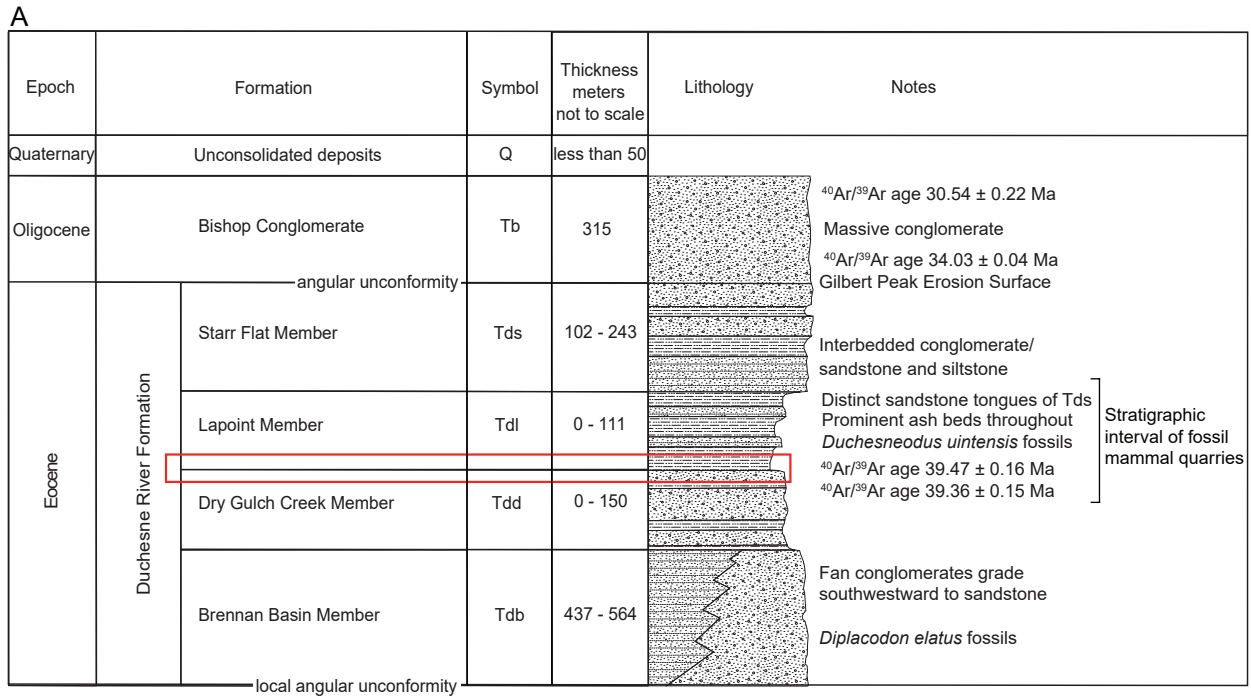 A
Epoch
Formation
Symbol
Thickness
meters
not to scale
Lithology
Notes
Quaternary
Unconsolidated deposits
Q
less than 50
Oligocene
Bishop Conglomerate
Tb
315
⁴⁰Ar/³⁹Ar age 30.54 ± 0.22 Ma
Massive conglomerate
⁴⁰Ar/³⁹Ar age 34.03 ± 0.04 Ma
Gilbert Peak Erosion Surface
angular unconformity
Eocene
Duchesne River Formation
Starr Flat Member
Tds
102 - 243
Interbedded conglomerate/
sandstone and siltstone
Lapoint Member
Tdl
0 - 111
Distinct sandstone tongues of Tds
Prominent ash beds throughout
Duchesneodus uintensis fossils
⁴⁰Ar/³⁹Ar age 39.47 ± 0.16 Ma
⁴⁰Ar/³⁹Ar age 39.36 ± 0.15 Ma
Stratigraphic
interval of fossil
mammal quarries
Dry Gulch Creek Member
Tdd
0 - 150
Brennan Basin Member
Tdb
437 - 564
Fan conglomerates grade
southwestward to sandstone
Diplacodon elatus fossils
local angular unconformity